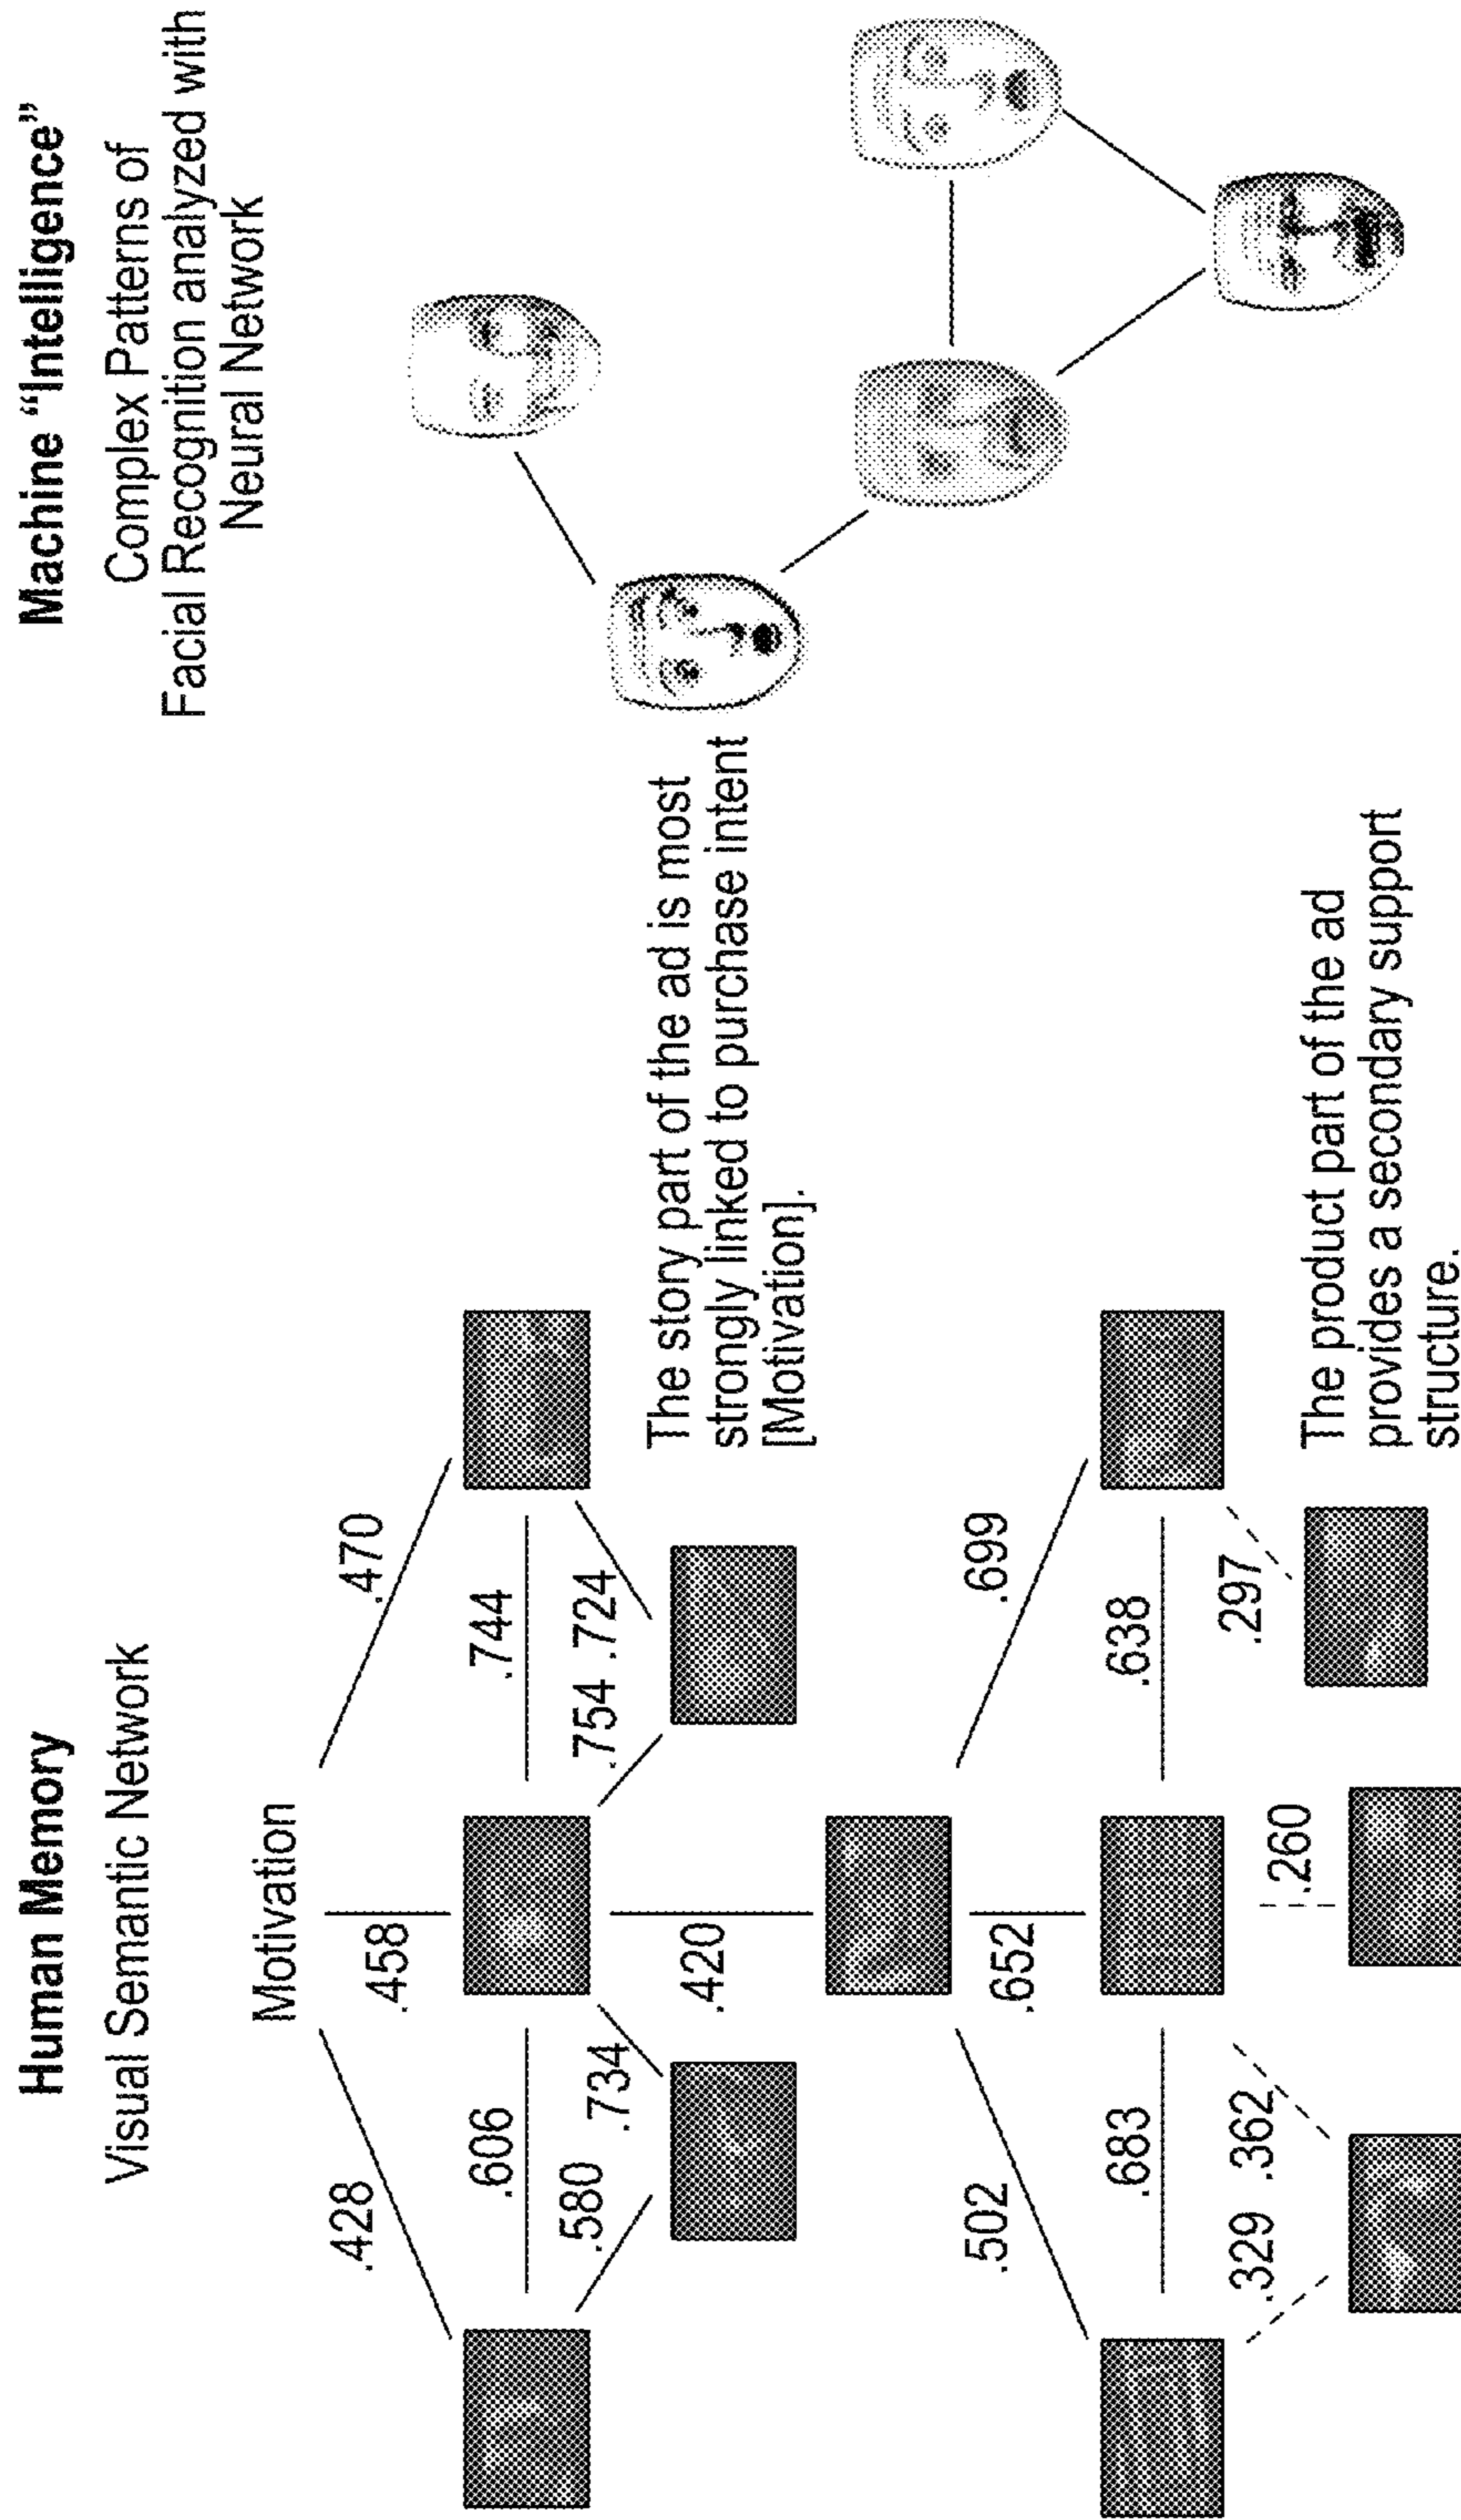 Human Memory
Visual Semantic Network
Motivation
.428
.458
.470
.606
.744
.580
.734
.754
.724
The story part of the ad is most
strongly linked to purchase intent
[Motivation].
.420
.502
.652
.699
.683
.638
.329
.362
.260
.297
The product part of the ad
provides a secondary support
structure.
Machine “Intelligence”
Complex Patterns of
Facial Recognition analyzed with
Neural Network